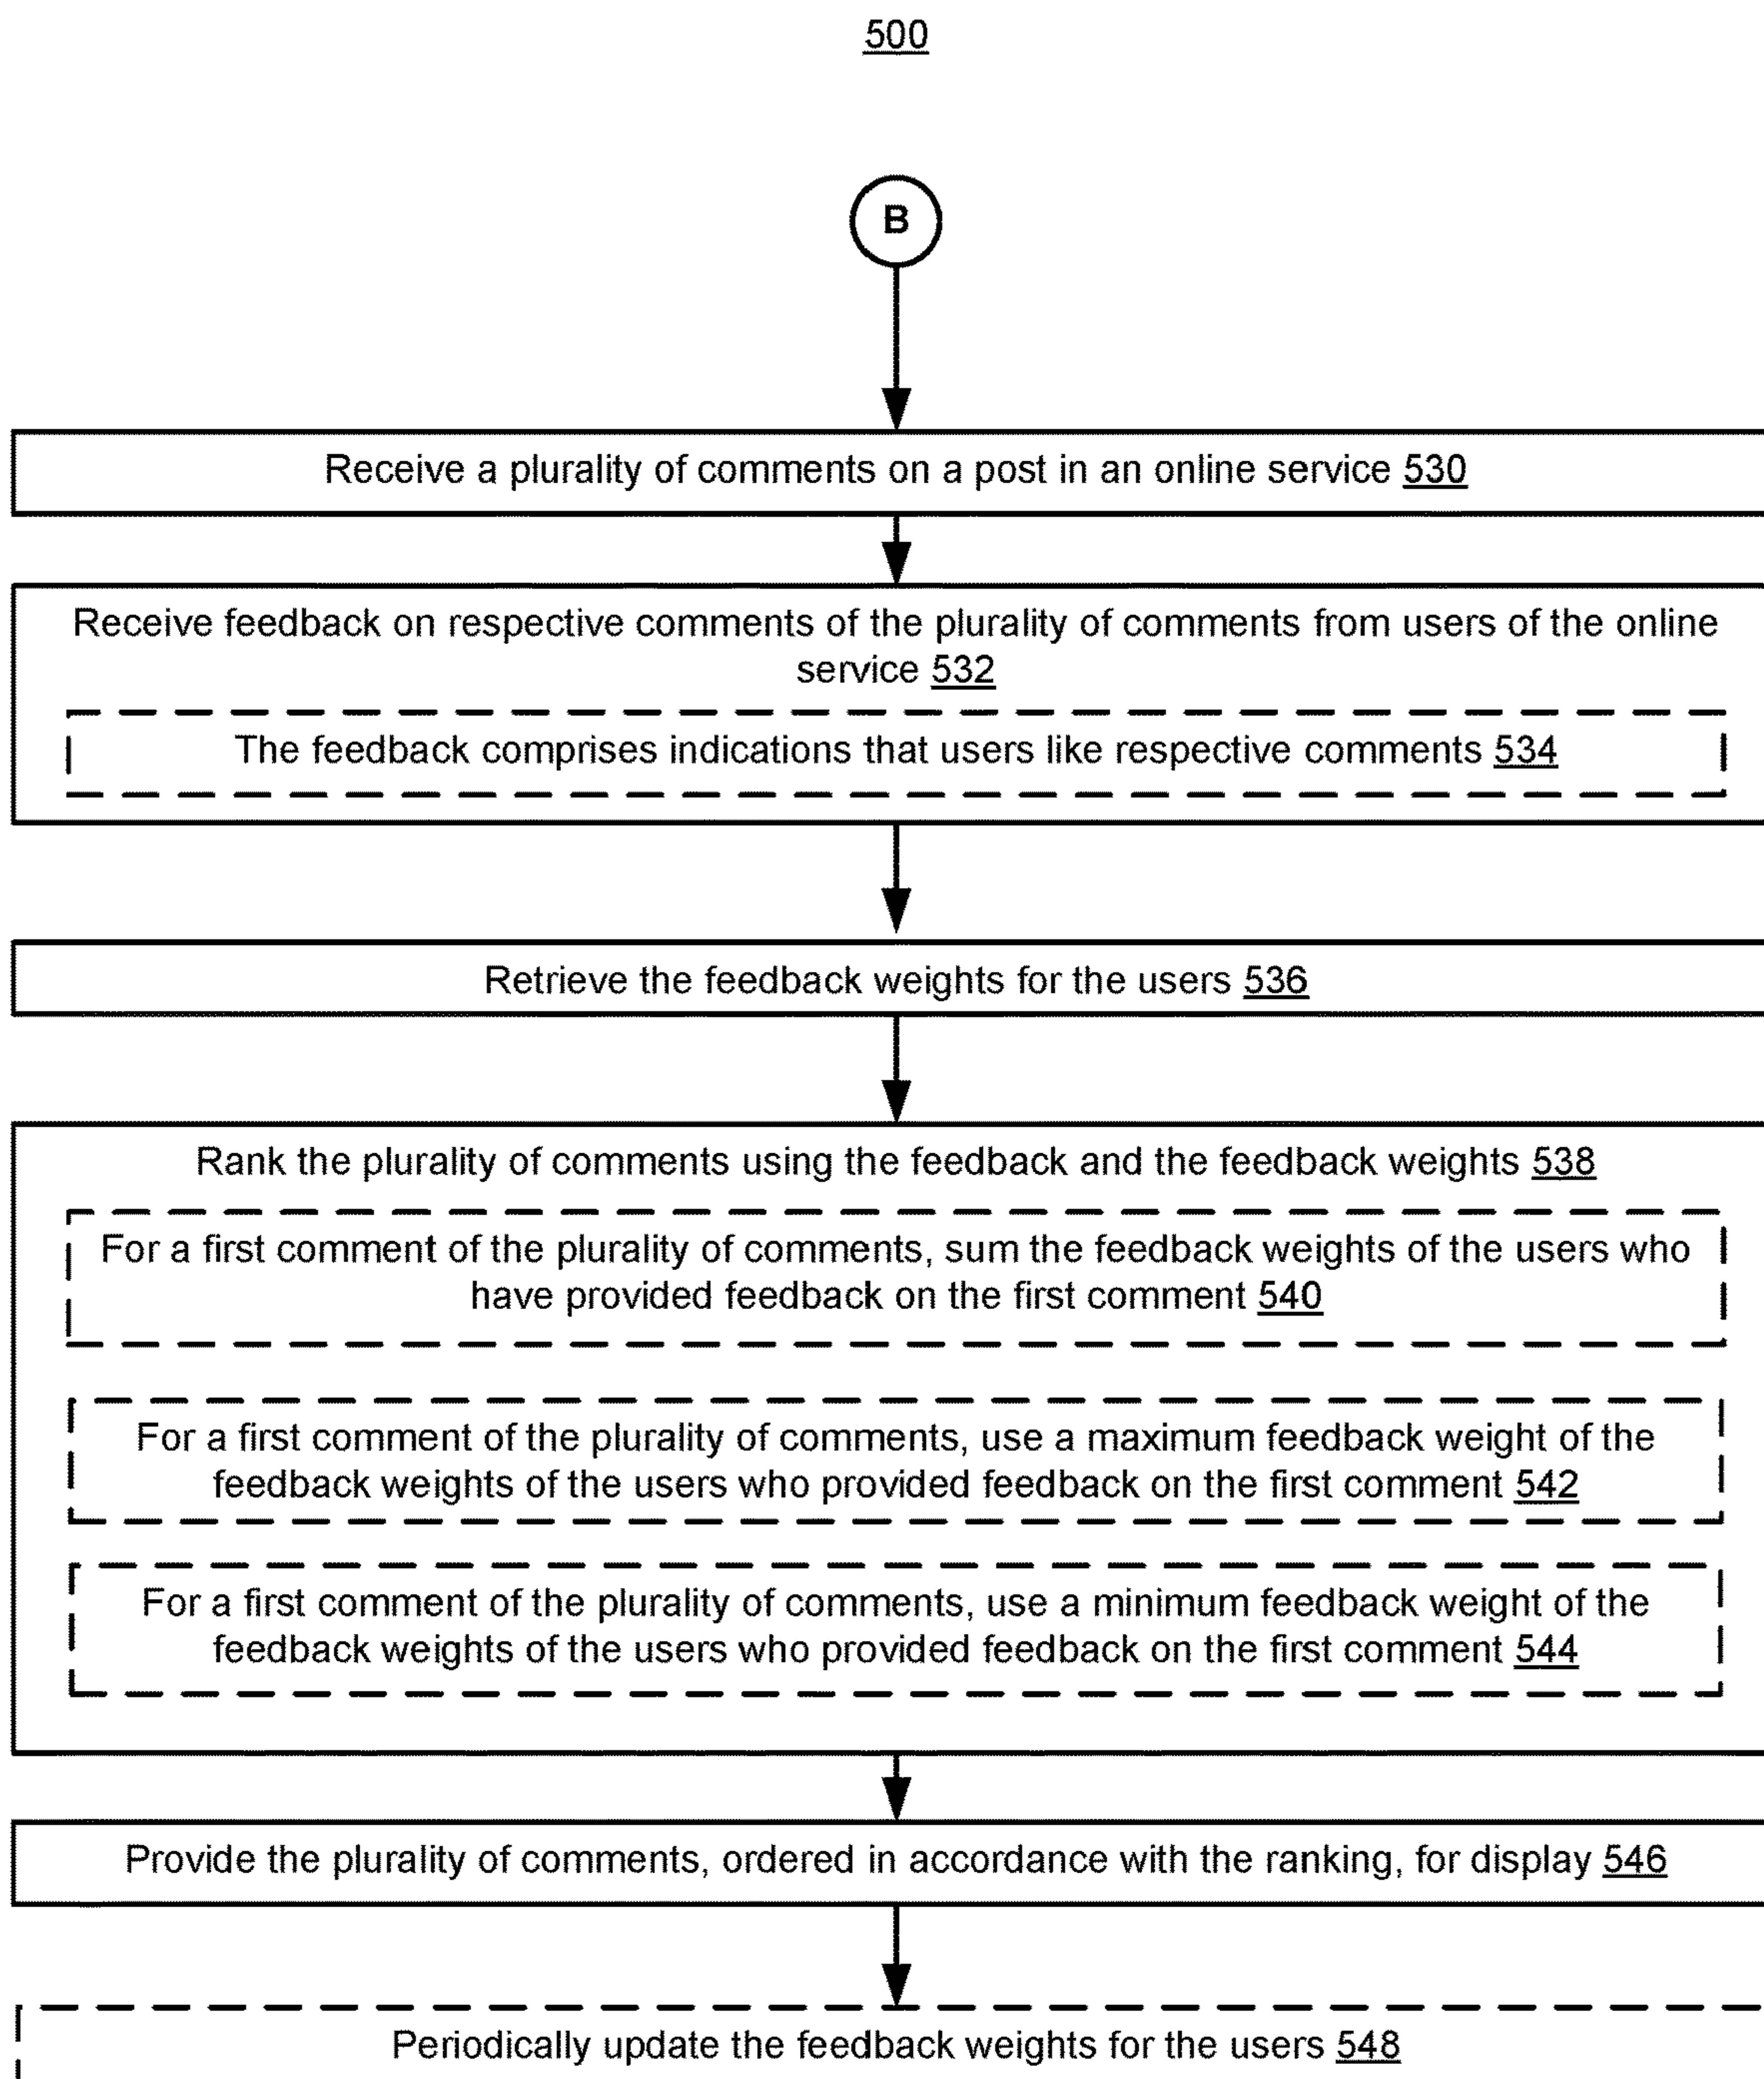 500
B
Receive a plurality of comments on a post in an online service 530
Receive feedback on respective comments of the plurality of comments from users of the online
service 532
The feedback comprises indications that users like respective comments 534
Retrieve the feedback weights for the users 536
Rank the plurality of comments using the feedback and the feedback weights 538
For a first comment of the plurality of comments, sum the feedback weights of the users who
have provided feedback on the first comment 540
For a first comment of the plurality of comments, use a maximum feedback weight of the
feedback weights of the users who provided feedback on the first comment 542
For a first comment of the plurality of comments, use a minimum feedback weight of the
feedback weights of the users who provided feedback on the first comment 544
Provide the plurality of comments, ordered in accordance with the ranking, for display 546
Periodically update the feedback weights for the users 548